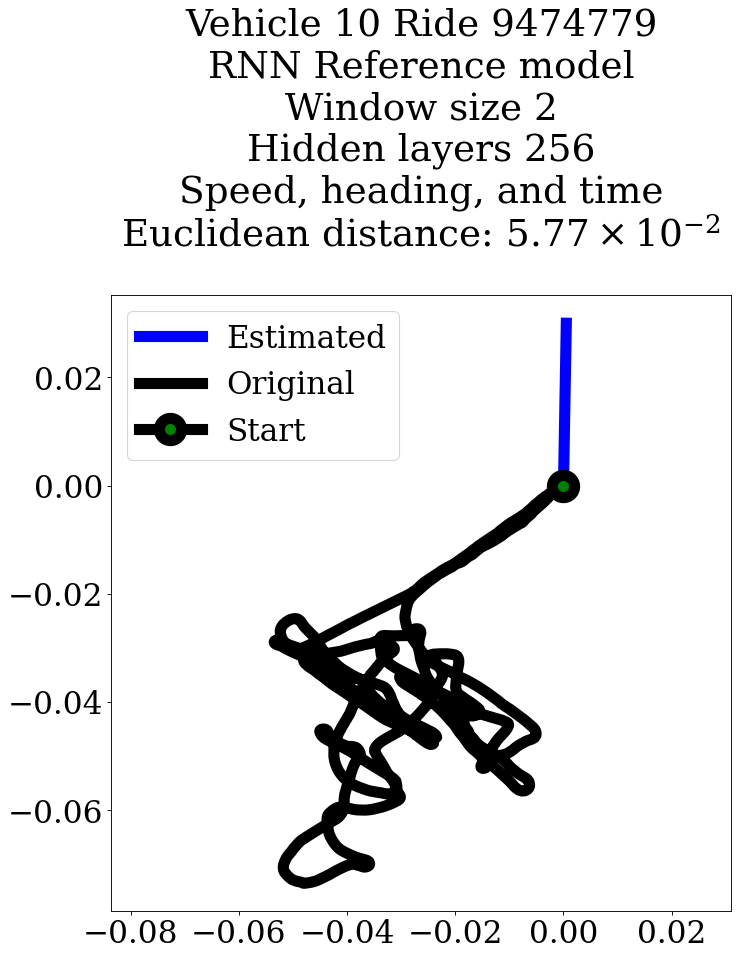 Vehicle 10 Ride 9474779
RNN Reference model
Window size 2
Hidden layers 256
Speed, heading, and time
Euclidean distance: 5.77 × 10⁻²
Estimated
Original
Start
0.02
0.00
−0.02
−0.04
−0.06
−0.08 −0.06 −0.04 −0.02 0.00 0.02